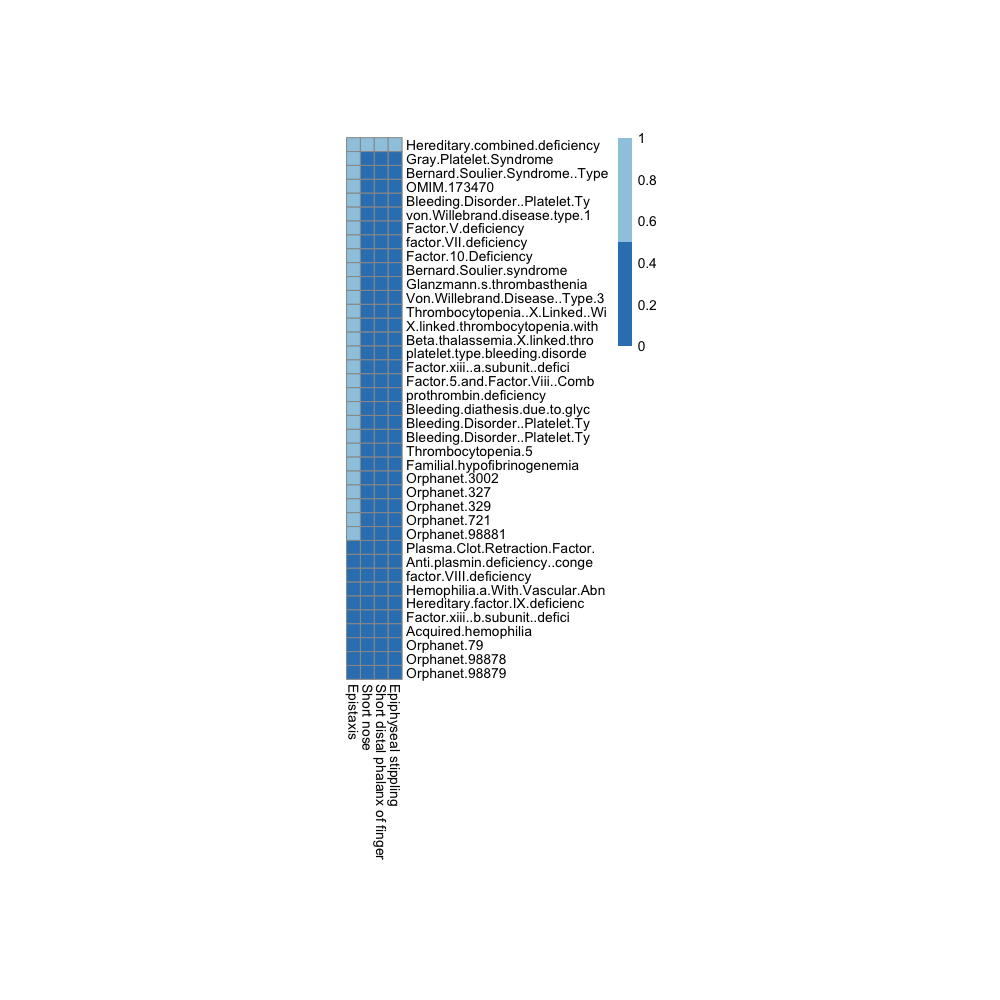 Hereditary.combined.deficiency
Gray.Platelet.Syndrome
Bernard.Soulier.Syndrome..Type
OMIM.173470
Bleeding.Disorder..Platelet.Ty
von.Willebrand.disease.type.1
Factor.V.deficiency
factor.VII.deficiency
Factor.10.Deficiency
Bernard.Soulier.syndrome
Glanzmann.s.thrombasthenia
Von.Willebrand.Disease..Type.3
Thrombocytopenia..X.Linked..Wi
X.linked.thrombocytopenia.with
Beta.thalassemia.X.linked.thro
platelet.type.bleeding.disorde
Factor.xiii..a.subunit..defici
Factor.5.and.Factor.Viii..Comb
prothrombin.deficiency
Bleeding.diathesis.due.to.glyc
Bleeding.Disorder..Platelet.Ty
Bleeding.Disorder..Platelet.Ty
Thrombocytopenia.5
Familial.hypofibrinogenemia
Orphanet.3002
Orphanet.327
Orphanet.329
Orphanet.721
Orphanet.98881
Plasma.Clot.Retraction.Factor.
Anti.plasmin.deficiency..conge
factor.VIII.deficiency
Hemophilia.a.With.Vascular.Abn
Hereditary.factor.IX.deficienc
Factor.xiii..b.subunit..defici
Acquired.hemophilia
Orphanet.79
Orphanet.98878
Orphanet.98879
1
0.8
0.6
0.4
0.2
0
Epistaxis
Short nose
Short distal phalanx of finger
Epiphyseal stippling